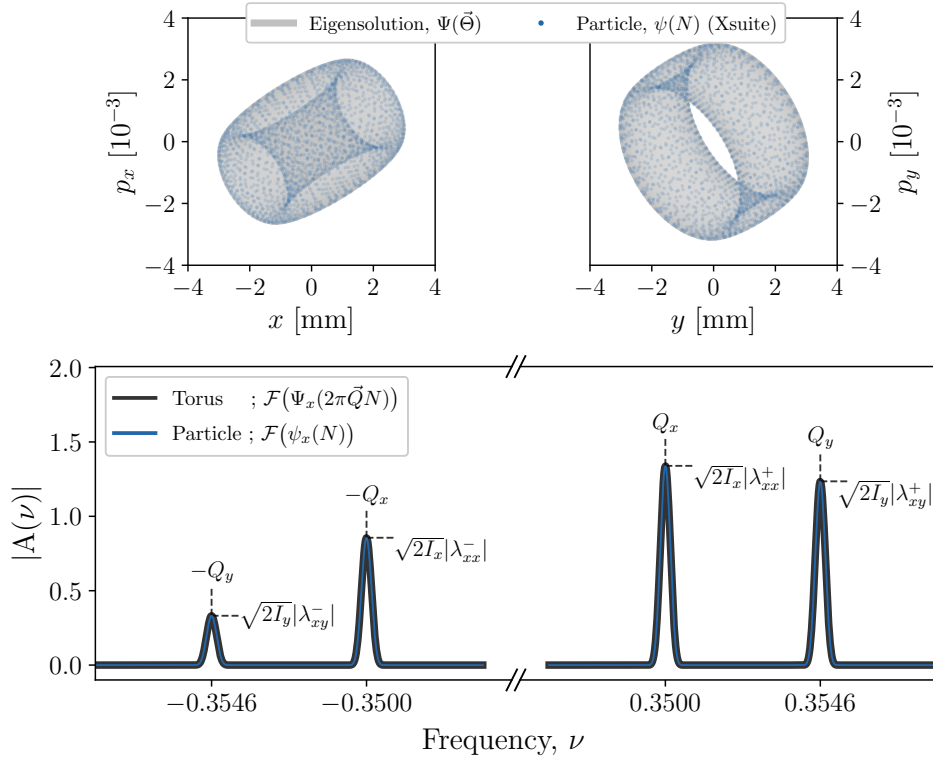 Eigensolution, Ψ(Θ⃗)
Particle, ψ(N) (Xsuite)
4
2
0
−2
−4
p_x [10⁻³]
−4 −2 0 2 4
x [mm]
4
2
0
−2
−4
p_y [10⁻³]
−4 −2 0 2 4
y [mm]
2.0
1.5
1.0
0.5
0.0
|A(ν)|
Torus ; ℱ(Ψ_x(2πQ⃗N))
Particle ; ℱ(ψ_x(N))
−Q_y
√2I_y|λ⁻_xy|
−Q_x
√2I_x|λ⁻_xx|
Q_x
√2I_x|λ⁺_xx|
Q_y
√2I_y|λ⁺_xy|
−0.3546 −0.3500 0.3500 0.3546
Frequency, ν